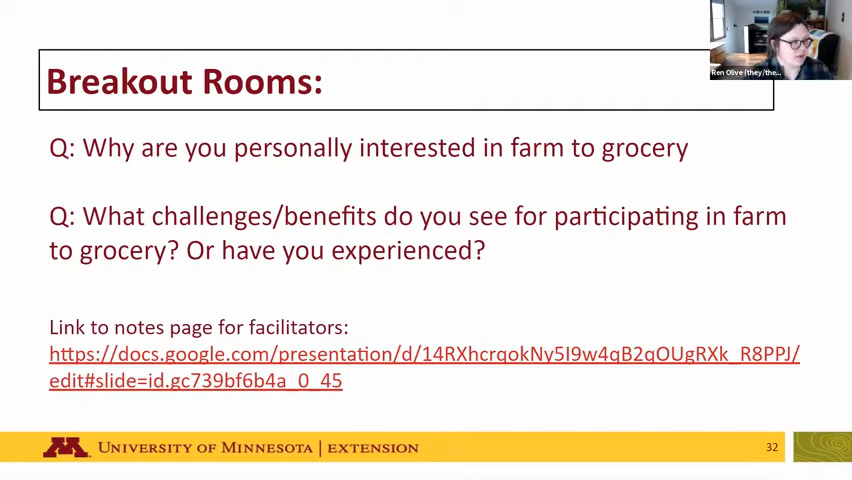 Breakout Rooms:
Ren Olive (they/the...
Q: Why are you personally interested in farm to grocery
Q: What challenges/benefits do you see for participating in farm
to grocery? Or have you experienced?
Link to notes page for facilitators:
https://docs.google.com/presentation/d/14RXhcrqokNy5I9w4qB2qOUgRXk_R8PPJ/
edit#slide=id.gc739bf6b4a_0_45
M UNIVERSITY OF MINNESOTA | EXTENSION
32